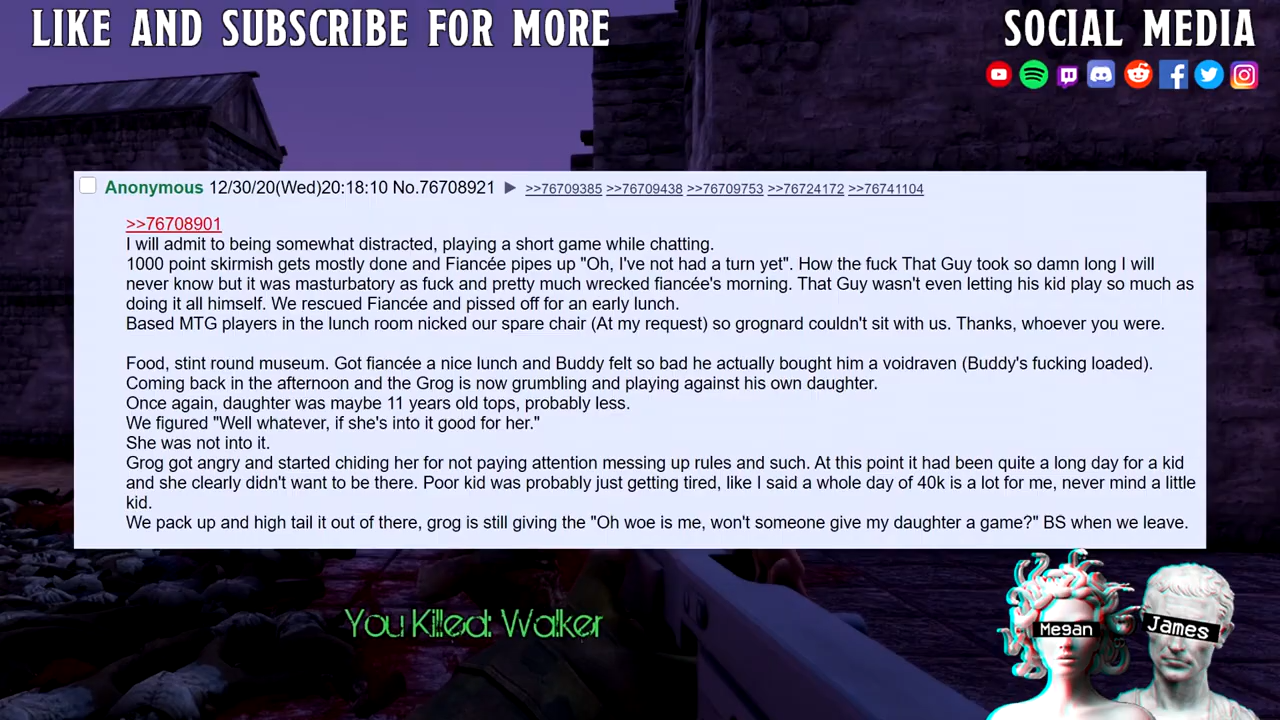 LIKE AND SUBSCRIBE FOR MORE
SOCIAL MEDIA
Anonymous 12/30/20(Wed)20:18:10 No.76708921 ▶ >>76709385 >>76709438 >>76709753 >>76724172 >>76741104
>>76708901
I will admit to being somewhat distracted, playing a short game while chatting.
1000 point skirmish gets mostly done and Fiancée pipes up "Oh, I've not had a turn yet". How the fuck That Guy took so damn long I will
never know but it was masturbatory as fuck and pretty much wrecked fiancée's morning. That Guy wasn't even letting his kid play so much as
doing it all himself. We rescued Fiancée and pissed off for an early lunch.
Based MTG players in the lunch room nicked our spare chair (At my request) so grognard couldn't sit with us. Thanks, whoever you were.
Food, stint round museum. Got fiancée a nice lunch and Buddy felt so bad he actually bought him a voidraven (Buddy's fucking loaded).
Coming back in the afternoon and the Grog is now grumbling and playing against his own daughter.
Once again, daughter was maybe 11 years old tops, probably less.
We figured "Well whatever, if she's into it good for her."
She was not into it.
Grog got angry and started chiding her for not paying attention messing up rules and such. At this point it had been quite a long day for a kid
and she clearly didn't want to be there. Poor kid was probably just getting tired, like I said a whole day of 40k is a lot for me, never mind a little
kid.
We pack up and high tail it out of there, grog is still giving the "Oh woe is me, won't someone give my daughter a game?" BS when we leave.
You Killed: Walker
Megan
James